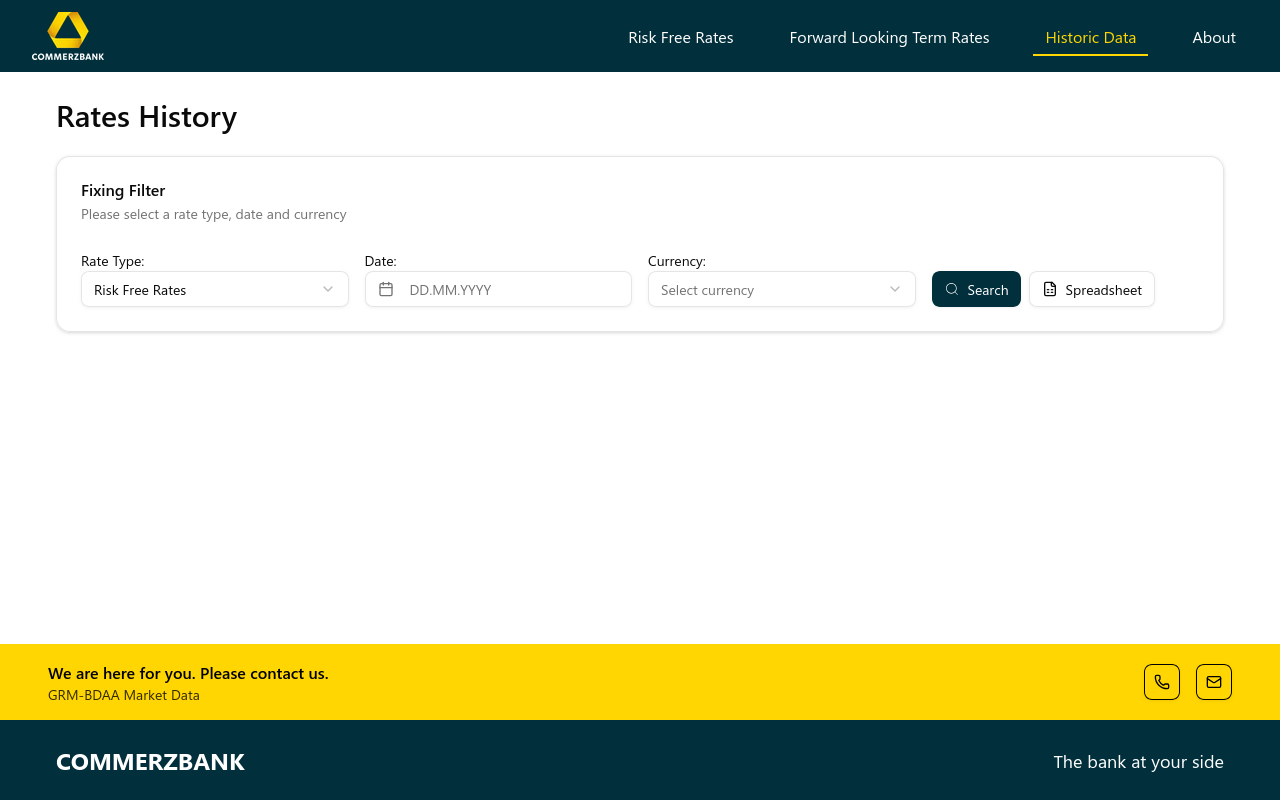 COMMERZBANK
Risk Free Rates
Forward Looking Term Rates
Historic Data
About
Rates History
Fixing Filter
Please select a rate type, date and currency
Rate Type:
Date:
Currency:
Risk Free Rates
DD.MM.YYYY
Select currency
Search
Spreadsheet
We are here for you. Please contact us.
GRM-BDAA Market Data
COMMERZBANK
The bank at your side